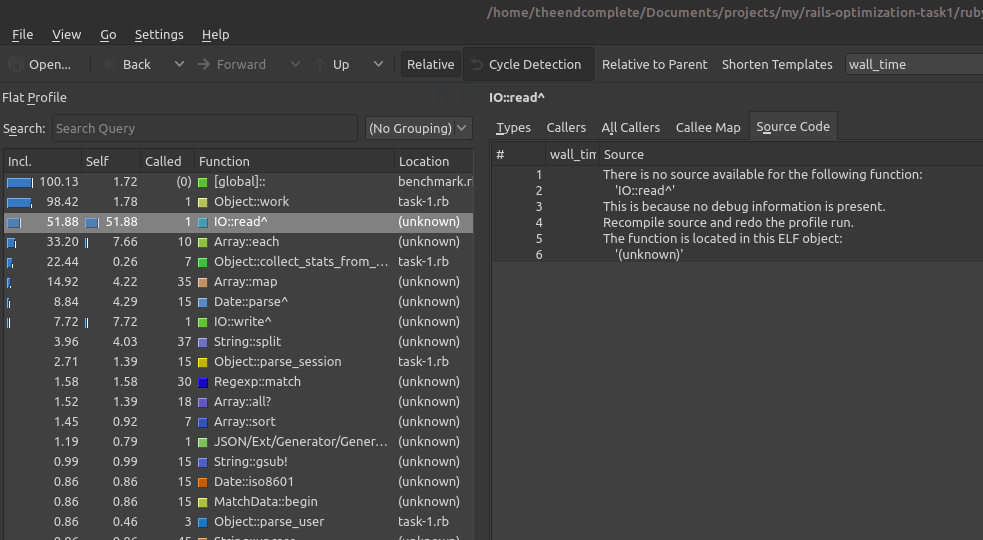 /home/theendcomplete/Documents/projects/my/rails-optimization-task1/ruby
File View Go Settings Help
Open... Back Forward Up Relative Cycle Detection Relative to Parent Shorten Templates wall_time
Flat Profile
Search: Search Query (No Grouping)
Incl. Self Called Function Location
100.13 1.72 (0) [global]:: benchmark.r
98.42 1.78 1 Object::work task-1.rb
51.88 51.88 1 IO::read^ (unknown)
33.20 7.66 10 Array::each (unknown)
22.44 0.26 7 Object::collect_stats_from_... task-1.rb
14.92 4.22 35 Array::map (unknown)
8.84 4.29 15 Date::parse^ (unknown)
7.72 7.72 1 IO::write^ (unknown)
3.96 4.03 37 String::split (unknown)
2.71 1.39 15 Object::parse_session task-1.rb
1.58 1.58 30 Regexp::match (unknown)
1.52 1.39 18 Array::all? (unknown)
1.45 0.92 7 Array::sort (unknown)
1.19 0.79 1 JSON/Ext/Generator/Gener... (unknown)
0.99 0.99 15 String::gsub! (unknown)
0.86 0.86 15 Date::iso8601 (unknown)
0.86 0.86 15 MatchData::begin (unknown)
0.86 0.46 3 Object::parse_user task-1.rb
IO::read^
Types Callers All Callers Callee Map Source Code
# wall_tim Source
1 There is no source available for the following function:
2 'IO::read^'
3 This is because no debug information is present.
4 Recompile source and redo the profile run.
5 The function is located in this ELF object:
6 '(unknown)'